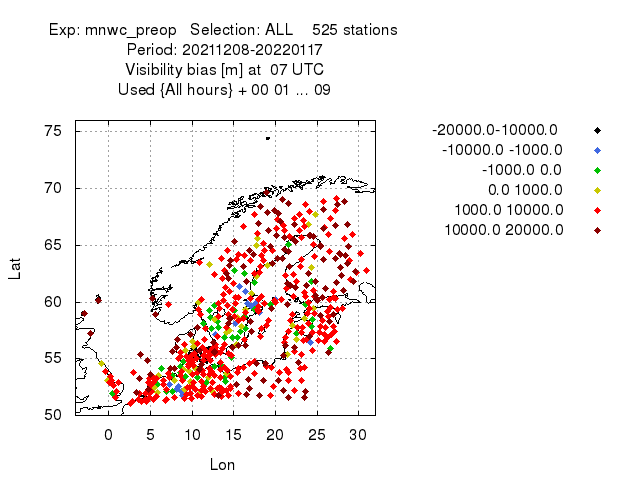 Exp: mnwc_preop Selection: ALL 525 stations
Period: 20211208-20220117
Visibility bias [m] at 07 UTC
Used {All hours} + 00 01 ... 09
-20000.0-10000.0
-10000.0 -1000.0
-1000.0 0.0
0.0 1000.0
1000.0 10000.0
10000.0 20000.0
75
70
65
60
55
50
Lat
0 5 10 15 20 25 30
Lon